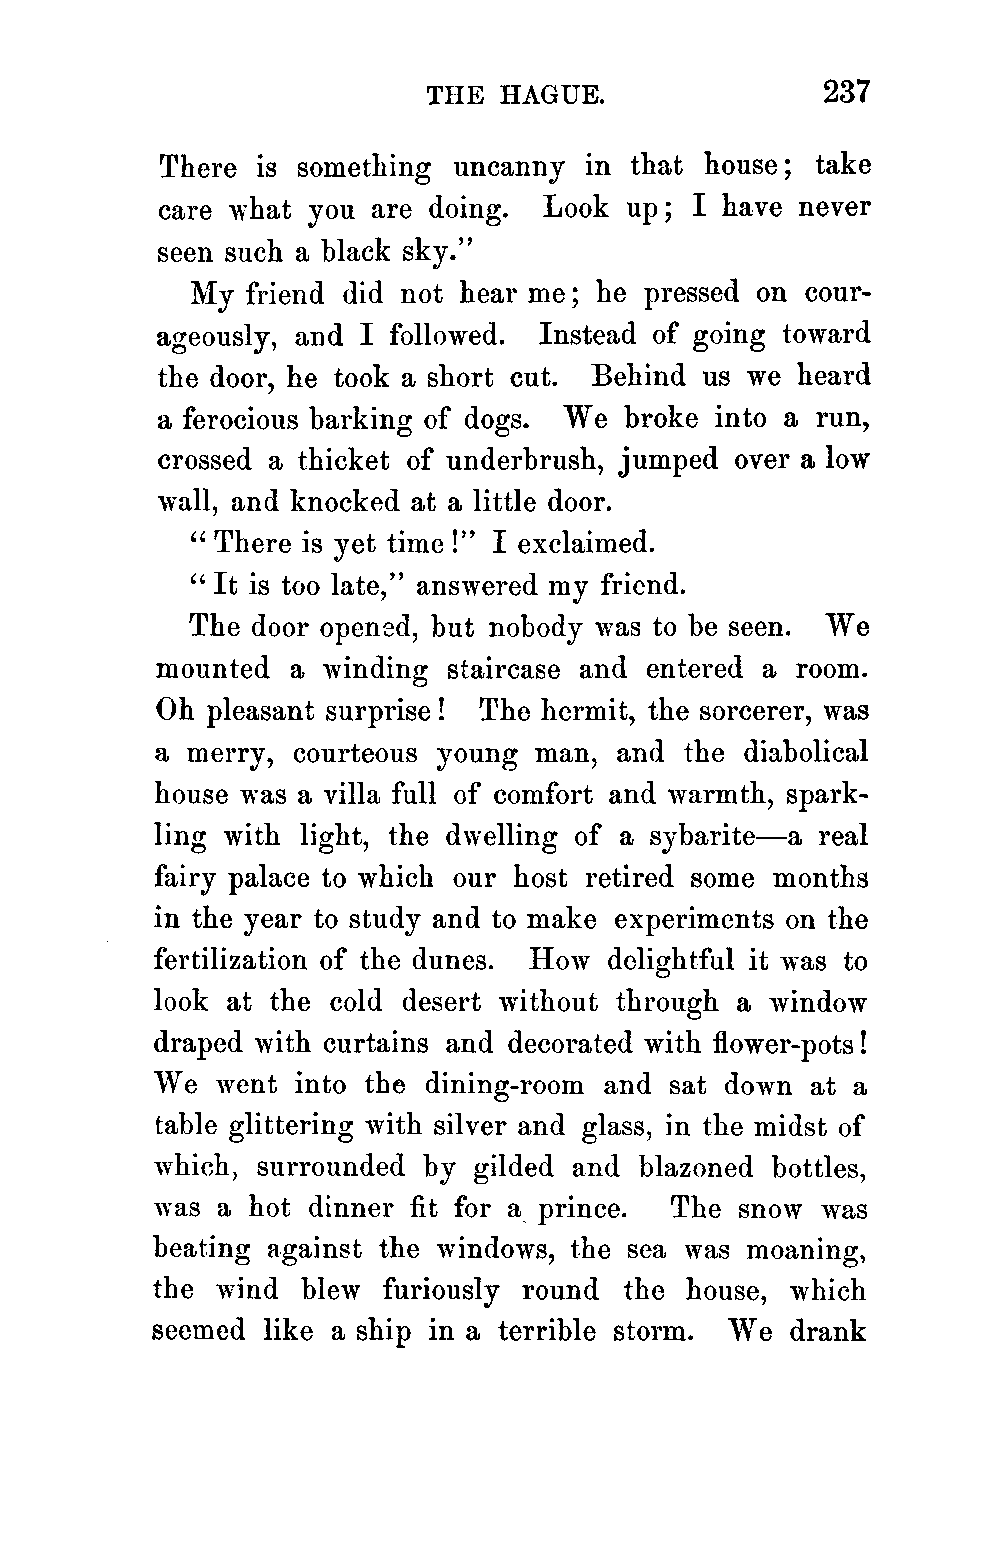 THE HAGUE. 237
There is something uncanny in that house; take
care what you are doing. Look up; I have never
seen such a black sky."
My friend did not hear me; he pressed on cour-
ageously, and I followed. Instead of going toward
the door, he took a short cut. Behind us we heard
a ferocious barking of dogs. We broke into a run,
crossed a thicket of underbrush, jumped over a low
wall, and knocked at a little door.
"There is yet time!" I exclaimed.
"It is too late," answered my friend.
The door opened, but nobody was to be seen. We
mounted a winding staircase and entered a room.
Oh pleasant surprise! The hermit, the sorcerer, was
a merry, courteous young man, and the diabolical
house was a villa full of comfort and warmth, spark-
ling with light, the dwelling of a sybarite—a real
fairy palace to which our host retired some months
in the year to study and to make experiments on the
fertilization of the dunes. How delightful it was to
look at the cold desert without through a window
draped with curtains and decorated with flower-pots!
We went into the dining-room and sat down at a
table glittering with silver and glass, in the midst of
which, surrounded by gilded and blazoned bottles,
was a hot dinner fit for a prince. The snow was
beating against the windows, the sea was moaning,
the wind blew furiously round the house, which
seemed like a ship in a terrible storm. We drank